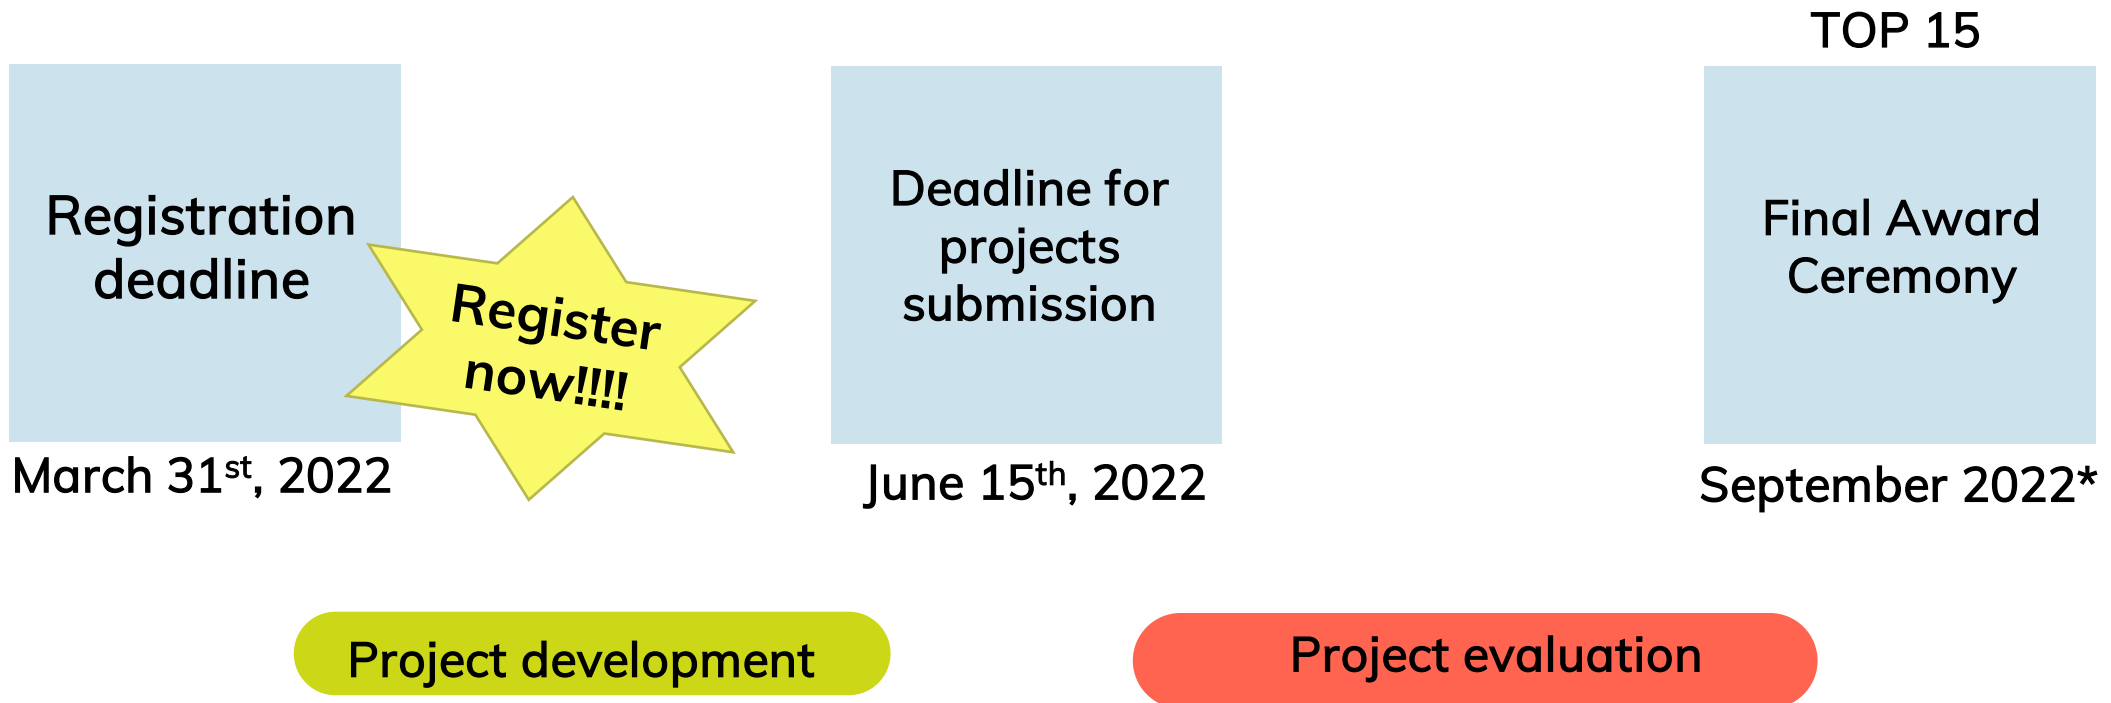 TOP 15
Registration
deadline
Register
now!!!!
Deadline for
projects
submission
Final Award
Ceremony
March 31st, 2022
June 15th, 2022
September 2022*
Project development
Project evaluation